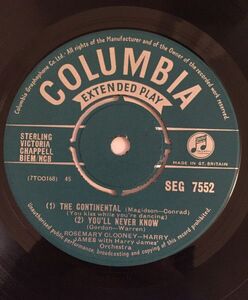 Columbia Graphophone Co. Ltd.
All rights of the Manufacturer and of the Owner of the recorded work reserved.
COLUMBIA
EXTENDED PLAY
STERLING
VICTORIA
CHAPPELL
BIEM NCB
MADE IN GT. BRITAIN
(7TCO168) 45
SEG 7552
(1) THE CONTINENTAL (Magidson—Conrad)
(You kiss while you're dancing)
(2) YOU'LL NEVER KNOW
(Gordon—Warren)
ROSEMARY CLOONEY—HARRY
JAMES with Harry James'
Orchestra
Unauthorised public performance, broadcasting and copying of this record prohibited.